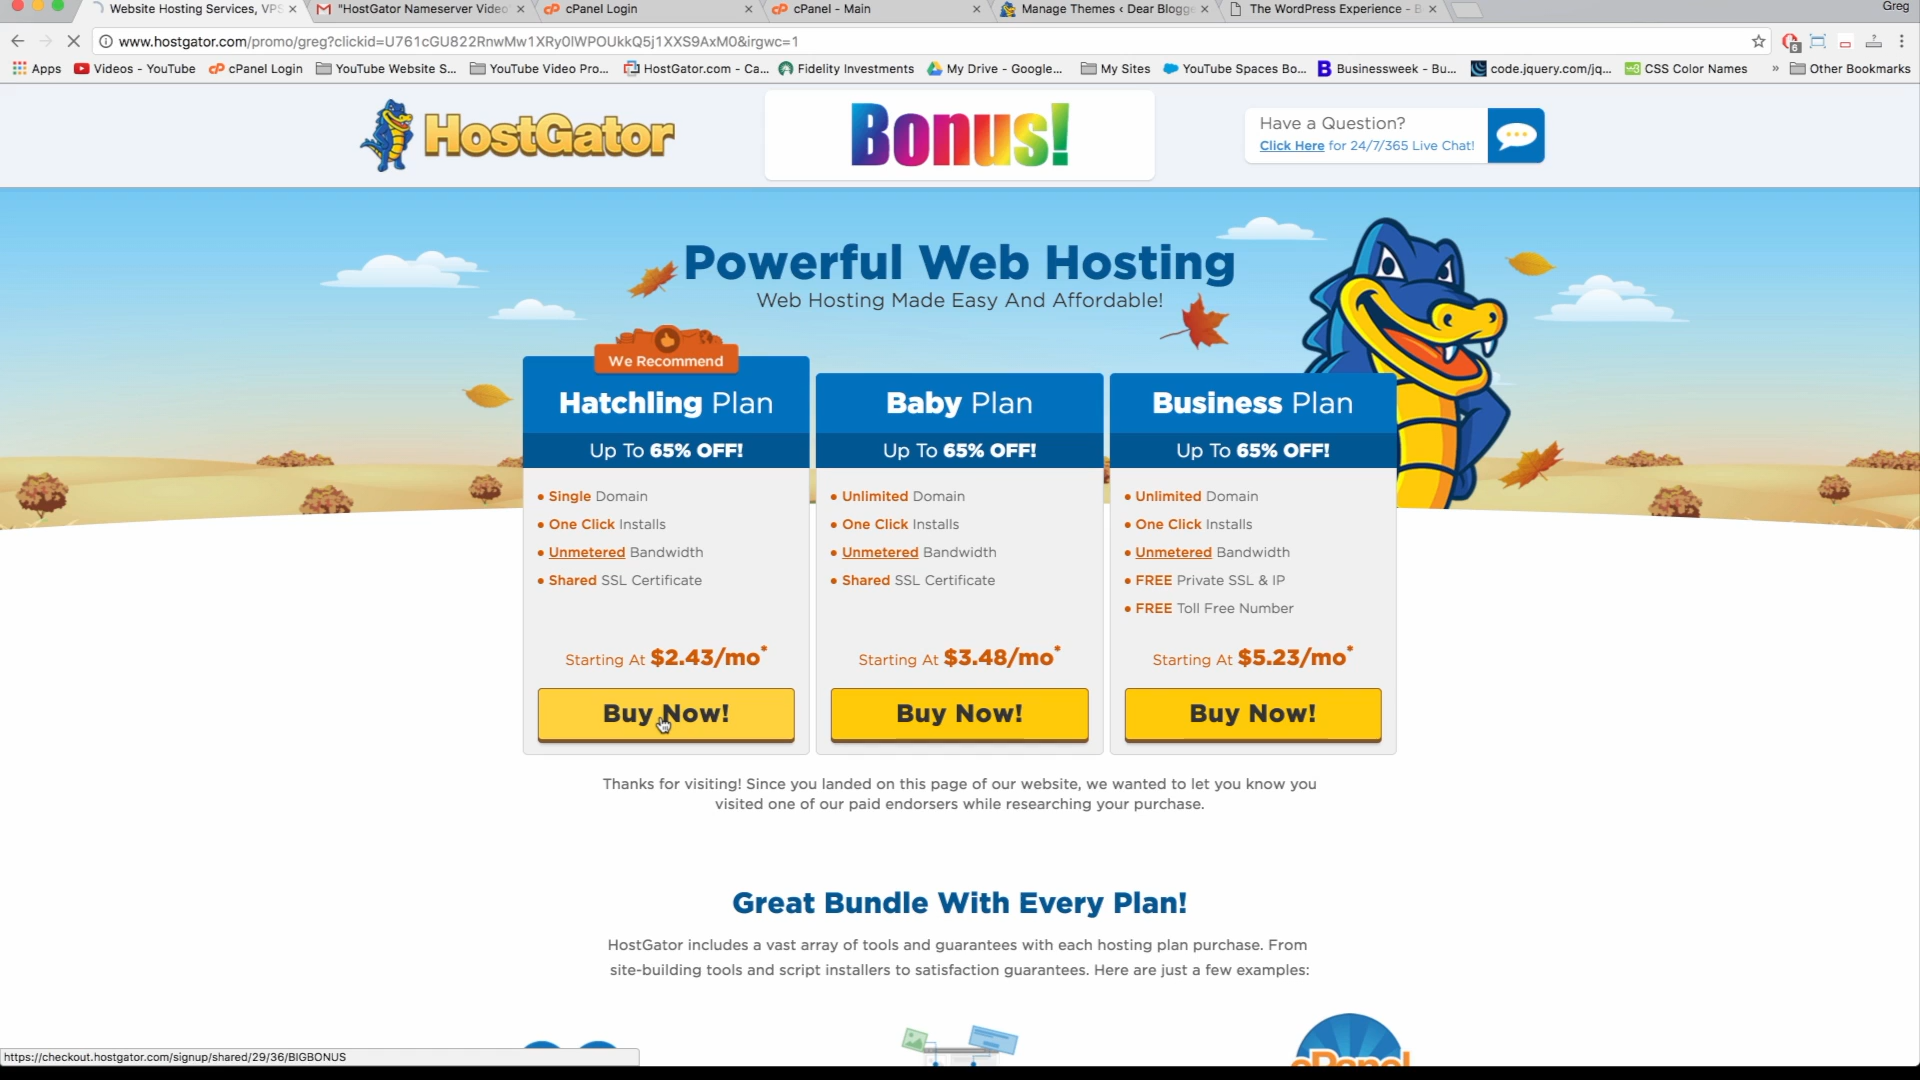 Website Hosting Services, VPS
"HostGator Nameserver Video"
cPanel Login
cPanel - Main
Manage Themes ‹ Dear Blogge
The WordPress Experience - B
Greg
www.hostgator.com/promo/greg?clickid=U761cGU822RnwMw1XRy0lWPOUkkQ5j1XXS9AxM0&irgwc=1
6
Apps
Videos - YouTube
cPanel Login
YouTube Website S...
YouTube Video Pro...
HostGator.com - Ca...
Fidelity Investments
My Drive - Google...
My Sites
YouTube Spaces Bo...
Businessweek - Bu...
code.jquery.com/jq...
CSS Color Names
»
Other Bookmarks
HostGator
Bonus!
Have a Question?
Click Here for 24/7/365 Live Chat!
Powerful Web Hosting
Web Hosting Made Easy And Affordable!
We Recommend
Hatchling Plan
Up To 65% OFF!
• Single Domain
• One Click Installs
• Unmetered Bandwidth
• Shared SSL Certificate
Starting At $2.43/mo*
Buy Now!
Baby Plan
Up To 65% OFF!
• Unlimited Domain
• One Click Installs
• Unmetered Bandwidth
• Shared SSL Certificate
Starting At $3.48/mo*
Buy Now!
Business Plan
Up To 65% OFF!
• Unlimited Domain
• One Click Installs
• Unmetered Bandwidth
• FREE Private SSL & IP
• FREE Toll Free Number
Starting At $5.23/mo*
Buy Now!
Thanks for visiting! Since you landed on this page of our website, we wanted to let you know you
visited one of our paid endorsers while researching your purchase.
Great Bundle With Every Plan!
HostGator includes a vast array of tools and guarantees with each hosting plan purchase. From
site-building tools and script installers to satisfaction guarantees. Here are just a few examples:
cPanel
https://checkout.hostgator.com/signup/shared/29/36/BIGBONUS